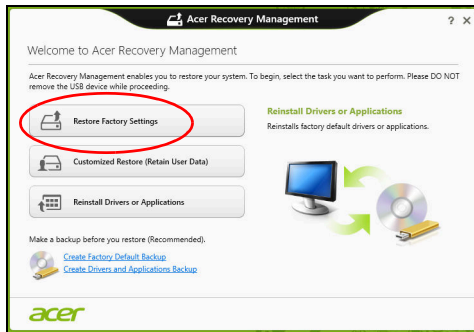 Acer Recovery Management
? X
Welcome to Acer Recovery Management
Acer Recovery Management enables you to restore your system. To begin, select the task you want to perform. Please DO NOT
remove the USB device while proceeding.
Restore Factory Settings
Customized Restore (Retain User Data)
Reinstall Drivers or Applications
Reinstall Drivers or Applications
Reinstalls factory default drivers or applications.
Make a backup before you restore (Recommended).
Create Factory Default Backup
Create Drivers and Applications Backup
acer